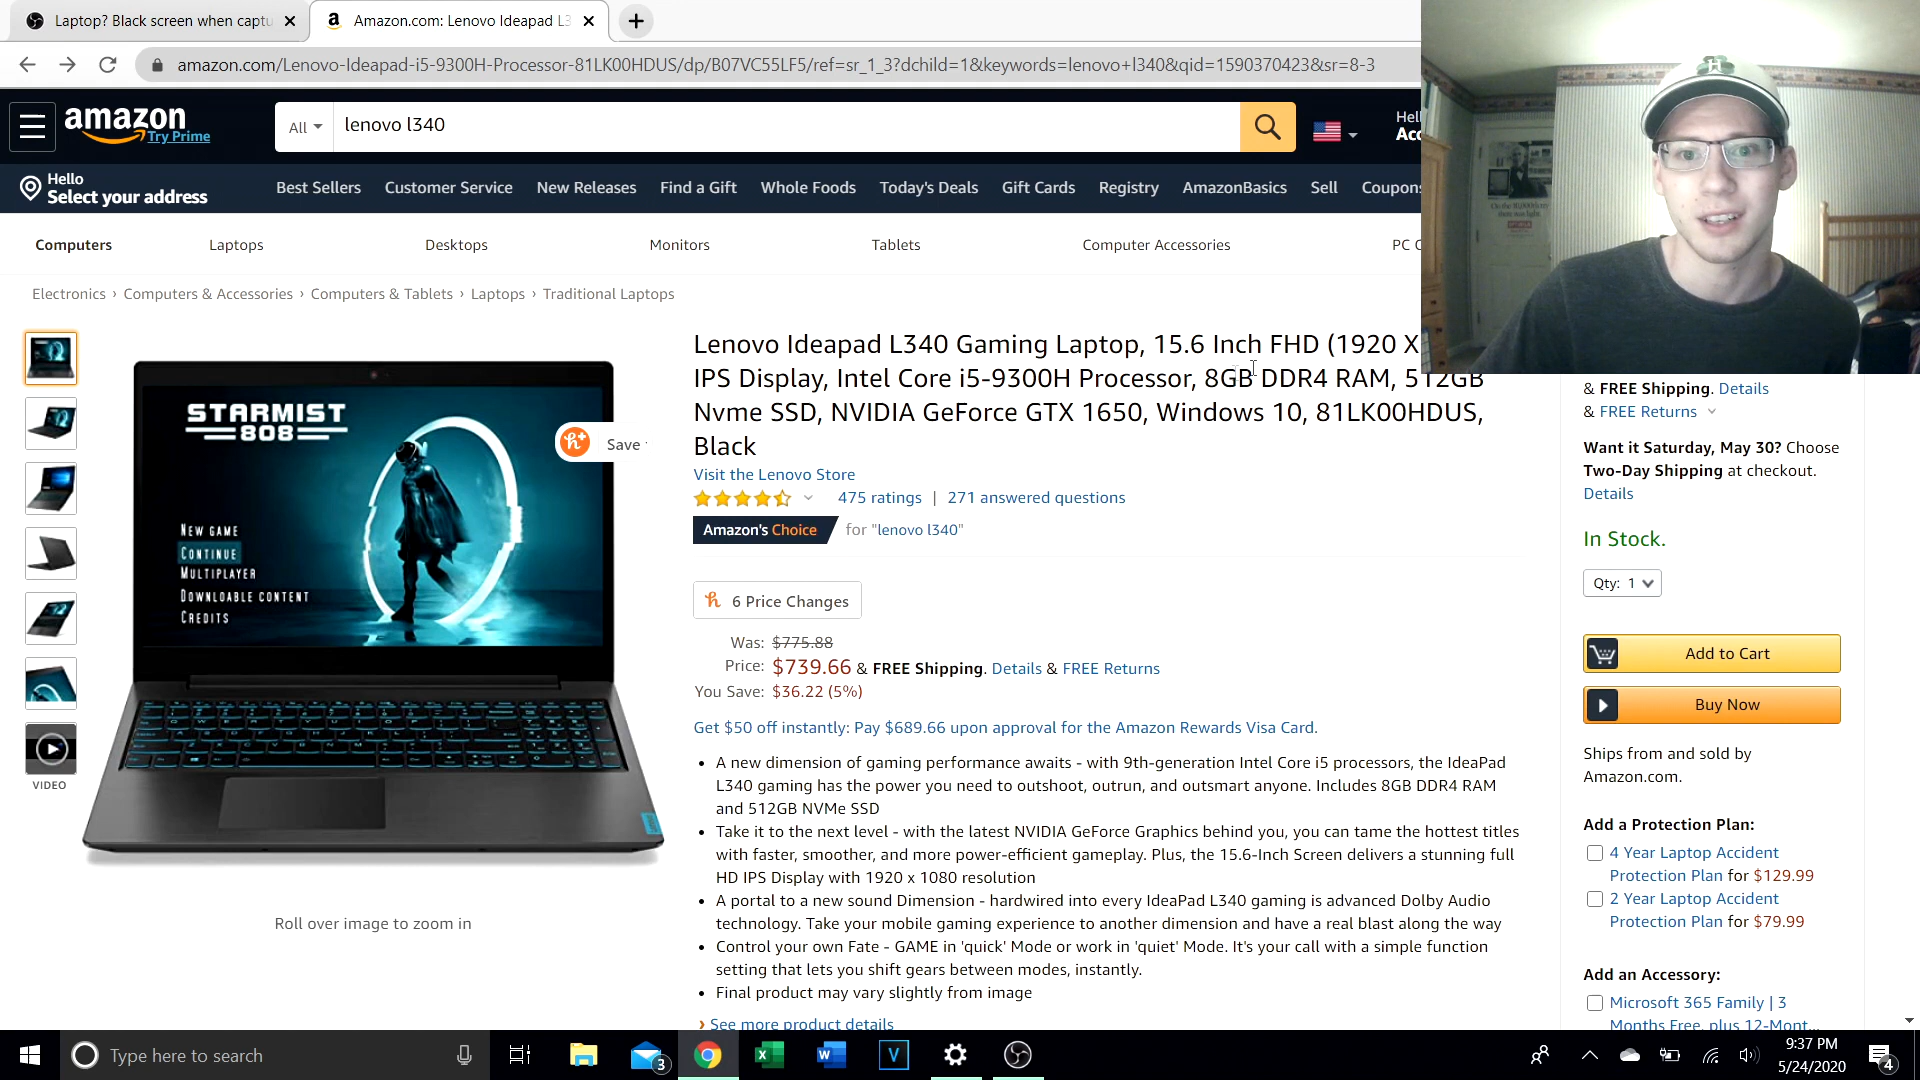 Laptop? Black screen when captu
Amazon.com: Lenovo Ideapad L3
amazon.com/Lenovo-Ideapad-i5-9300H-Processor-81LK00HDUS/dp/B07VC55LF5/ref=sr_1_3?dchild=1&keywords=lenovo+l340&qid=1590370423&sr=8-3
amazon
Try Prime
All
lenovo l340
Hell
Acc
Hello
Select your address
Best Sellers Customer Service New Releases Find a Gift Whole Foods Today's Deals Gift Cards Registry AmazonBasics Sell Coupons
Computers Laptops Desktops Monitors Tablets Computer Accessories PC C
Electronics › Computers & Accessories › Computers & Tablets › Laptops › Traditional Laptops
STARMIST
808
NEW GAME
CONTINUE
MULTIPLAYER
DOWNLOADABLE CONTENT
CREDITS
Save
VIDEO
Roll over image to zoom in
Lenovo Ideapad L340 Gaming Laptop, 15.6 Inch FHD (1920 X
IPS Display, Intel Core i5-9300H Processor, 8GB DDR4 RAM, 512GB
Nvme SSD, NVIDIA GeForce GTX 1650, Windows 10, 81LK00HDUS,
Black
Visit the Lenovo Store
475 ratings | 271 answered questions
Amazon's Choice for "lenovo l340"
6 Price Changes
Was: $775.88
Price: $739.66 & FREE Shipping. Details & FREE Returns
You Save: $36.22 (5%)
Get $50 off instantly: Pay $689.66 upon approval for the Amazon Rewards Visa Card.
• A new dimension of gaming performance awaits - with 9th-generation Intel Core i5 processors, the IdeaPad
L340 gaming has the power you need to outshoot, outrun, and outsmart anyone. Includes 8GB DDR4 RAM
and 512GB NVMe SSD
• Take it to the next level - with the latest NVIDIA GeForce Graphics behind you, you can tame the hottest titles
with faster, smoother, and more power-efficient gameplay. Plus, the 15.6-Inch Screen delivers a stunning full
HD IPS Display with 1920 x 1080 resolution
• A portal to a new sound Dimension - hardwired into every IdeaPad L340 gaming is advanced Dolby Audio
technology. Take your mobile gaming experience to another dimension and have a real blast along the way
• Control your own Fate - GAME in 'quick' Mode or work in 'quiet' Mode. It's your call with a simple function
setting that lets you shift gears between modes, instantly.
• Final product may vary slightly from image
› See more product details
& FREE Shipping. Details
& FREE Returns
Want it Saturday, May 30? Choose
Two-Day Shipping at checkout.
Details
In Stock.
Qty: 1
Add to Cart
Buy Now
Ships from and sold by
Amazon.com.
Add a Protection Plan:
4 Year Laptop Accident
Protection Plan for $129.99
2 Year Laptop Accident
Protection Plan for $79.99
Add an Accessory:
Microsoft 365 Family | 3
Months Free, plus 12-Mont...
Type here to search
3
9:37 PM
5/24/2020
4